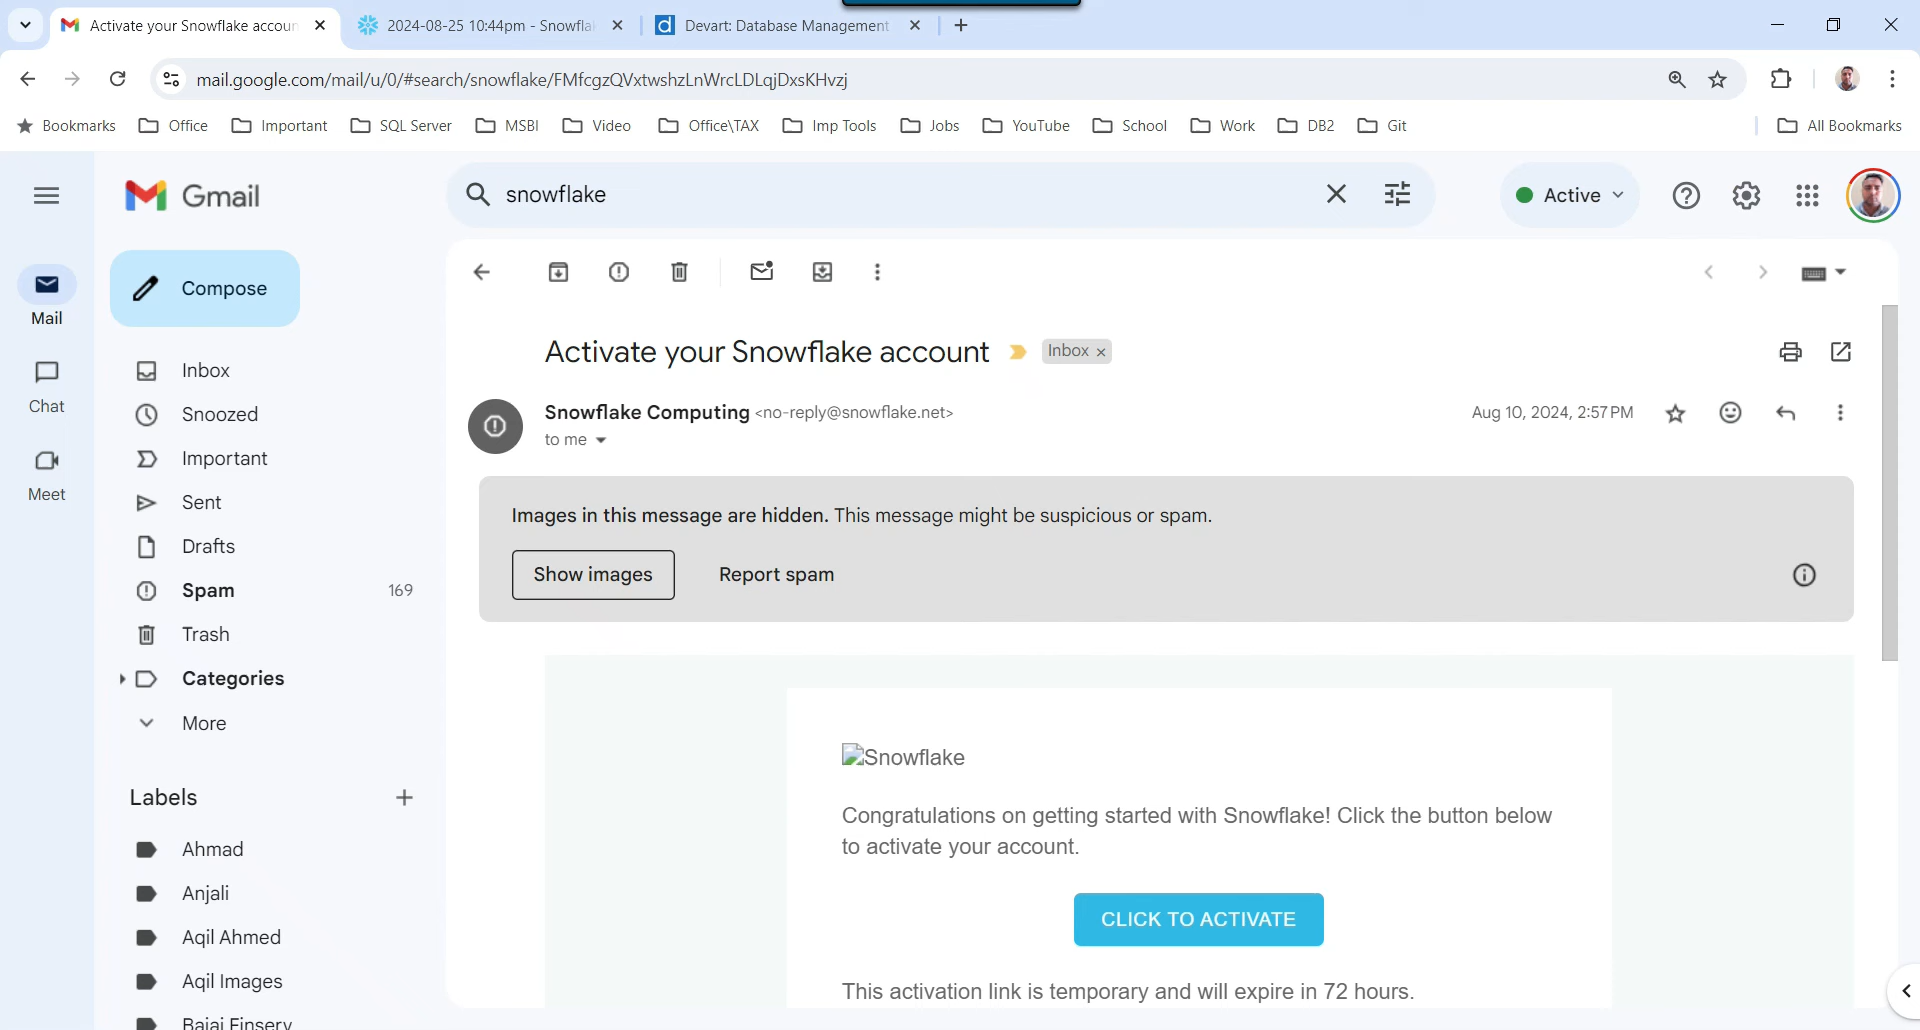 Activate your Snowflake accoun
2024-08-25 10:44pm - Snowfla
Devart: Database Management
mail.google.com/mail/u/0/#search/snowflake/FMfcgzQVxtwshzLnWrcLDLqjDxsKHvzj
Bookmarks
Office
Important
SQL Server
MSBI
Video
Office\TAX
Imp Tools
Jobs
YouTube
School
Work
DB2
Git
All Bookmarks
Gmail
snowflake
Active
Compose
Mail
Chat
Meet
Inbox
Snoozed
Important
Sent
Drafts
Spam 169
Trash
Categories
More
Labels
Ahmad
Anjali
Aqil Ahmed
Aqil Images
Bajaj Finserv
Activate your Snowflake account
Inbox
Snowflake Computing <no-reply@snowflake.net>
Aug 10, 2024, 2:57 PM
to me
Images in this message are hidden. This message might be suspicious or spam.
Show images
Report spam
Snowflake
Congratulations on getting started with Snowflake! Click the button below
to activate your account.
CLICK TO ACTIVATE
This activation link is temporary and will expire in 72 hours.